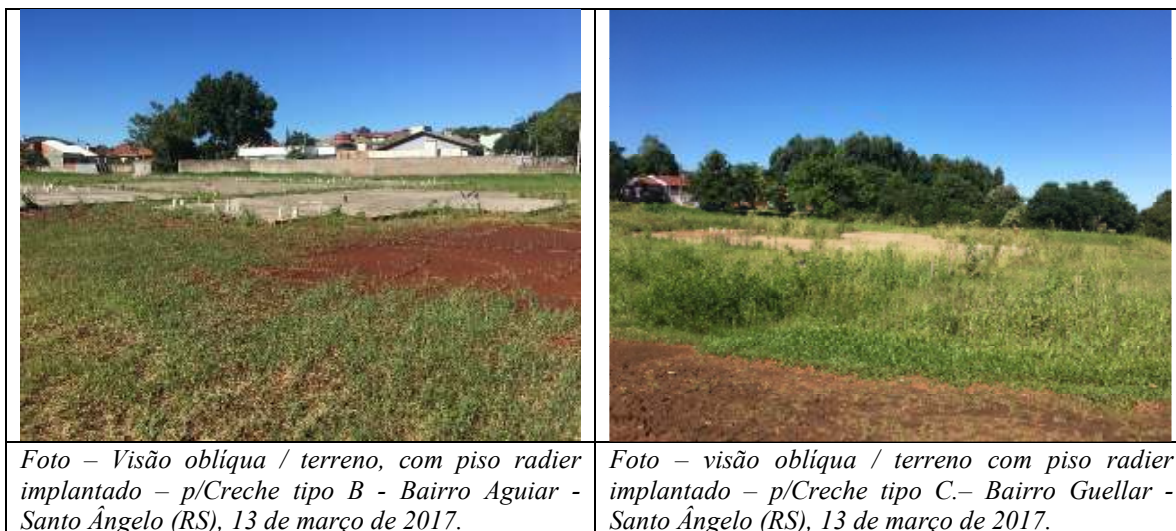 Foto – Visão oblíqua / terreno, com piso radier
implantado – p/Creche tipo B - Bairro Aguiar -
Santo Ângelo (RS), 13 de março de 2017.
Foto – visão oblíqua / terreno com piso radier
implantado – p/Creche tipo C.– Bairro Guellar -
Santo Ângelo (RS), 13 de março de 2017.